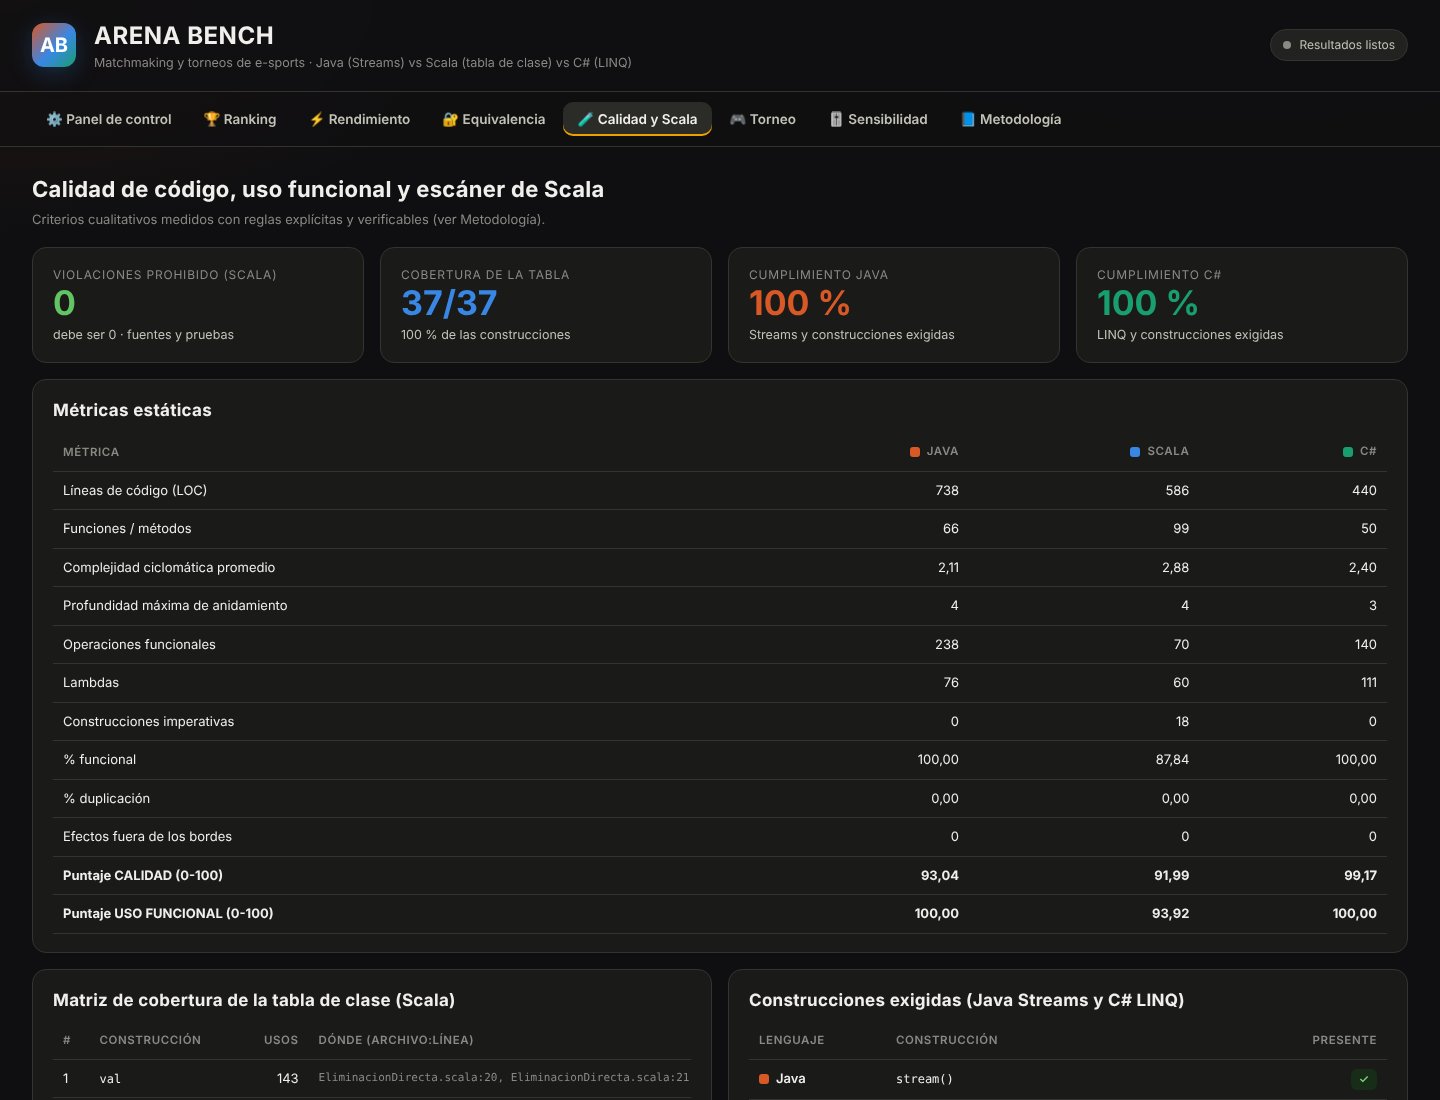 AB
ARENA BENCH
Matchmaking y torneos de e-sports · Java (Streams) vs Scala (tabla de clase) vs C# (LINQ)
Resultados listos
Panel de control
Ranking
Rendimiento
Equivalencia
Calidad y Scala
Torneo
Sensibilidad
Metodología
Calidad de código, uso funcional y escáner de Scala
Criterios cualitativos medidos con reglas explícitas y verificables (ver Metodología).
VIOLACIONES PROHIBIDO (SCALA)
0
debe ser 0 · fuentes y pruebas
COBERTURA DE LA TABLA
37/37
100 % de las construcciones
CUMPLIMIENTO JAVA
100 %
Streams y construcciones exigidas
CUMPLIMIENTO C#
100 %
LINQ y construcciones exigidas
Métricas estáticas
MÉTRICA JAVA SCALA C#
Líneas de código (LOC) 738 586 440
Funciones / métodos 66 99 50
Complejidad ciclomática promedio 2,11 2,88 2,40
Profundidad máxima de anidamiento 4 4 3
Operaciones funcionales 238 70 140
Lambdas 76 60 111
Construcciones imperativas 0 18 0
% funcional 100,00 87,84 100,00
% duplicación 0,00 0,00 0,00
Efectos fuera de los bordes 0 0 0
Puntaje CALIDAD (0-100) 93,04 91,99 99,17
Puntaje USO FUNCIONAL (0-100) 100,00 93,92 100,00
Matriz de cobertura de la tabla de clase (Scala)
# CONSTRUCCIÓN USOS DÓNDE (ARCHIVO:LÍNEA)
1 val 143 EliminacionDirecta.scala:20, EliminacionDirecta.scala:21
Construcciones exigidas (Java Streams y C# LINQ)
LENGUAJE CONSTRUCCIÓN PRESENTE
Java stream() ✓